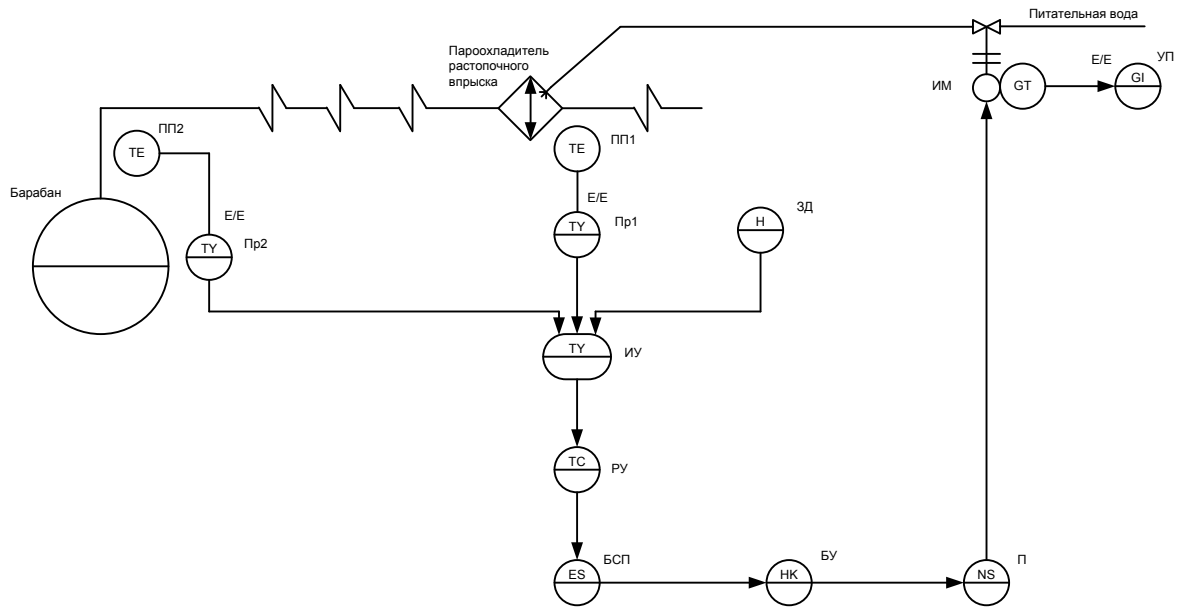 Питательная вода
Пароохладитель
растопочного
впрыска
E/E
УП
ИМ
GT
GI
ПП2
TE
ПП1
TE
Барабан
E/E
TY
Пр2
E/E
TY
Пр1
ЗД
H
TY
ИУ
TC
РУ
БСП
ES
БУ
HK
П
NS